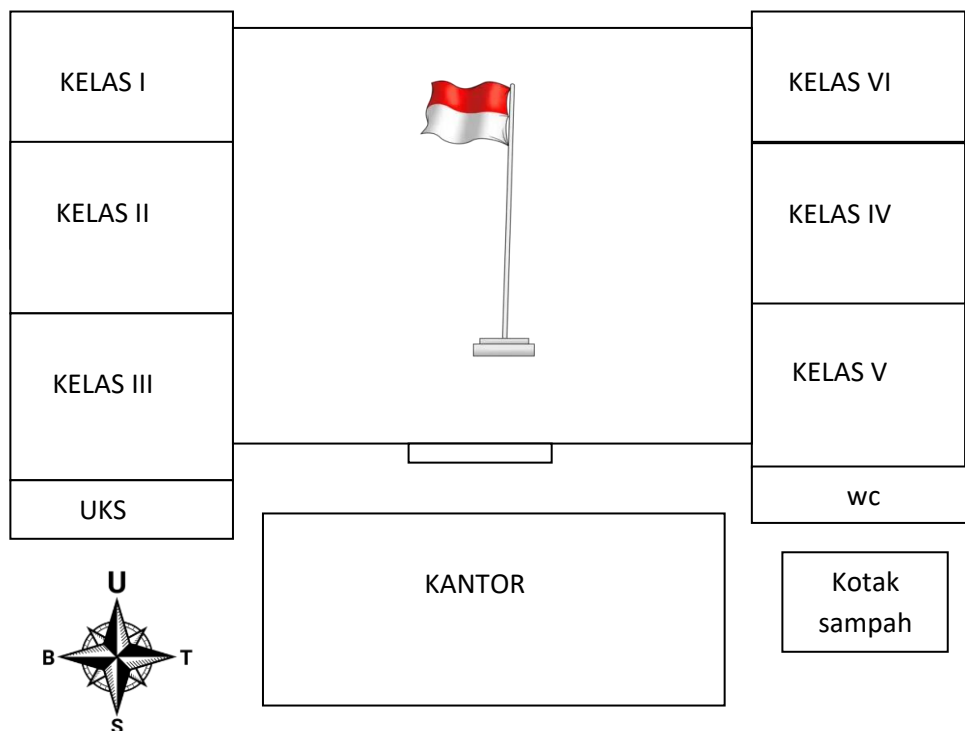 KELAS I
KELAS VI
KELAS II
KELAS IV
KELAS III
KELAS V
UKS
wc
KANTOR
Kotak
sampah
U
B
T
S